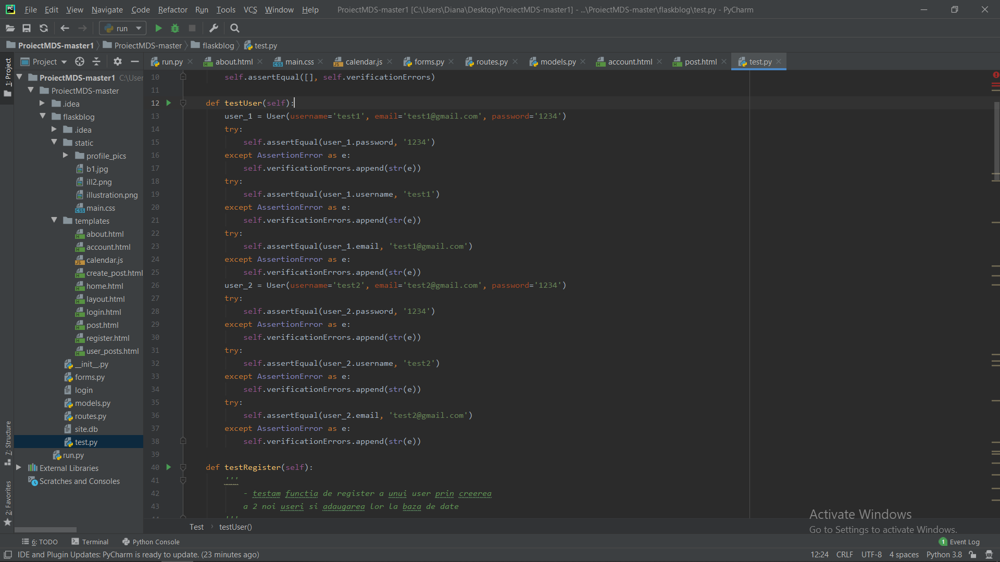 File Edit View Navigate Code Refactor Run Tools VCS Window Help ProiectMDS-master1 [C:\Users\Diana\Desktop\ProiectMDS-master1] - ...\ProiectMDS-master\flaskblog\test.py - PyCharm
run
ProiectMDS-master1 ProiectMDS-master flaskblog test.py
Project
run.py about.html main.css calendar.js forms.py routes.py models.py account.html post.html test.py
1: Project
7: Structure
2: Favorites
ProiectMDS-master1 C:\User
ProiectMDS-master
.idea
flaskblog
.idea
static
profile_pics
b1.jpg
ill2.png
illustration.png
main.css
templates
about.html
account.html
calendar.js
create_post.html
home.html
layout.html
login.html
post.html
register.html
user_posts.html
__init__.py
forms.py
login
models.py
routes.py
site.db
test.py
run.py
External Libraries
Scratches and Consoles
10 self.assertEqual([], self.verificationErrors)
11
12 def testUser(self):
13 user_1 = User(username='test1', email='test1@gmail.com', password='1234')
14 try:
15 self.assertEqual(user_1.password, '1234')
16 except AssertionError as e:
17 self.verificationErrors.append(str(e))
18 try:
19 self.assertEqual(user_1.username, 'test1')
20 except AssertionError as e:
21 self.verificationErrors.append(str(e))
22 try:
23 self.assertEqual(user_1.email, 'test1@gmail.com')
24 except AssertionError as e:
25 self.verificationErrors.append(str(e))
26 user_2 = User(username='test2', email='test2@gmail.com', password='1234')
27 try:
28 self.assertEqual(user_2.password, '1234')
29 except AssertionError as e:
30 self.verificationErrors.append(str(e))
31 try:
32 self.assertEqual(user_2.username, 'test2')
33 except AssertionError as e:
34 self.verificationErrors.append(str(e))
35 try:
36 self.assertEqual(user_2.email, 'test2@gmail.com')
37 except AssertionError as e:
38 self.verificationErrors.append(str(e))
39
40 def testRegister(self):
41 '''
42 - testam functia de register a unui user prin creerea
43 a 2 noi useri si adaugarea lor la baza de date
'''
Activate Windows
Go to Settings to activate Windows.
Test › testUser()
6: TODO Terminal Python Console 1 Event Log
IDE and Plugin Updates: PyCharm is ready to update. (23 minutes ago) 12:24 CRLF UTF-8 4 spaces Python 3.8